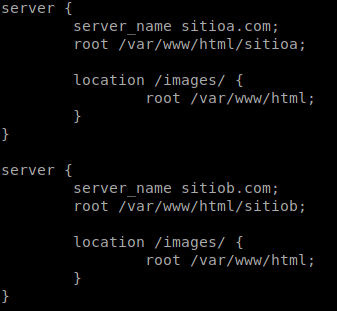 server {
        server_name sitioa.com;
        root /var/www/html/sitioa;

        location /images/ {
                root /var/www/html;
        }
}

server {
        server_name sitiob.com;
        root /var/www/html/sitiob;

        location /images/ {
                root /var/www/html;
        }
}